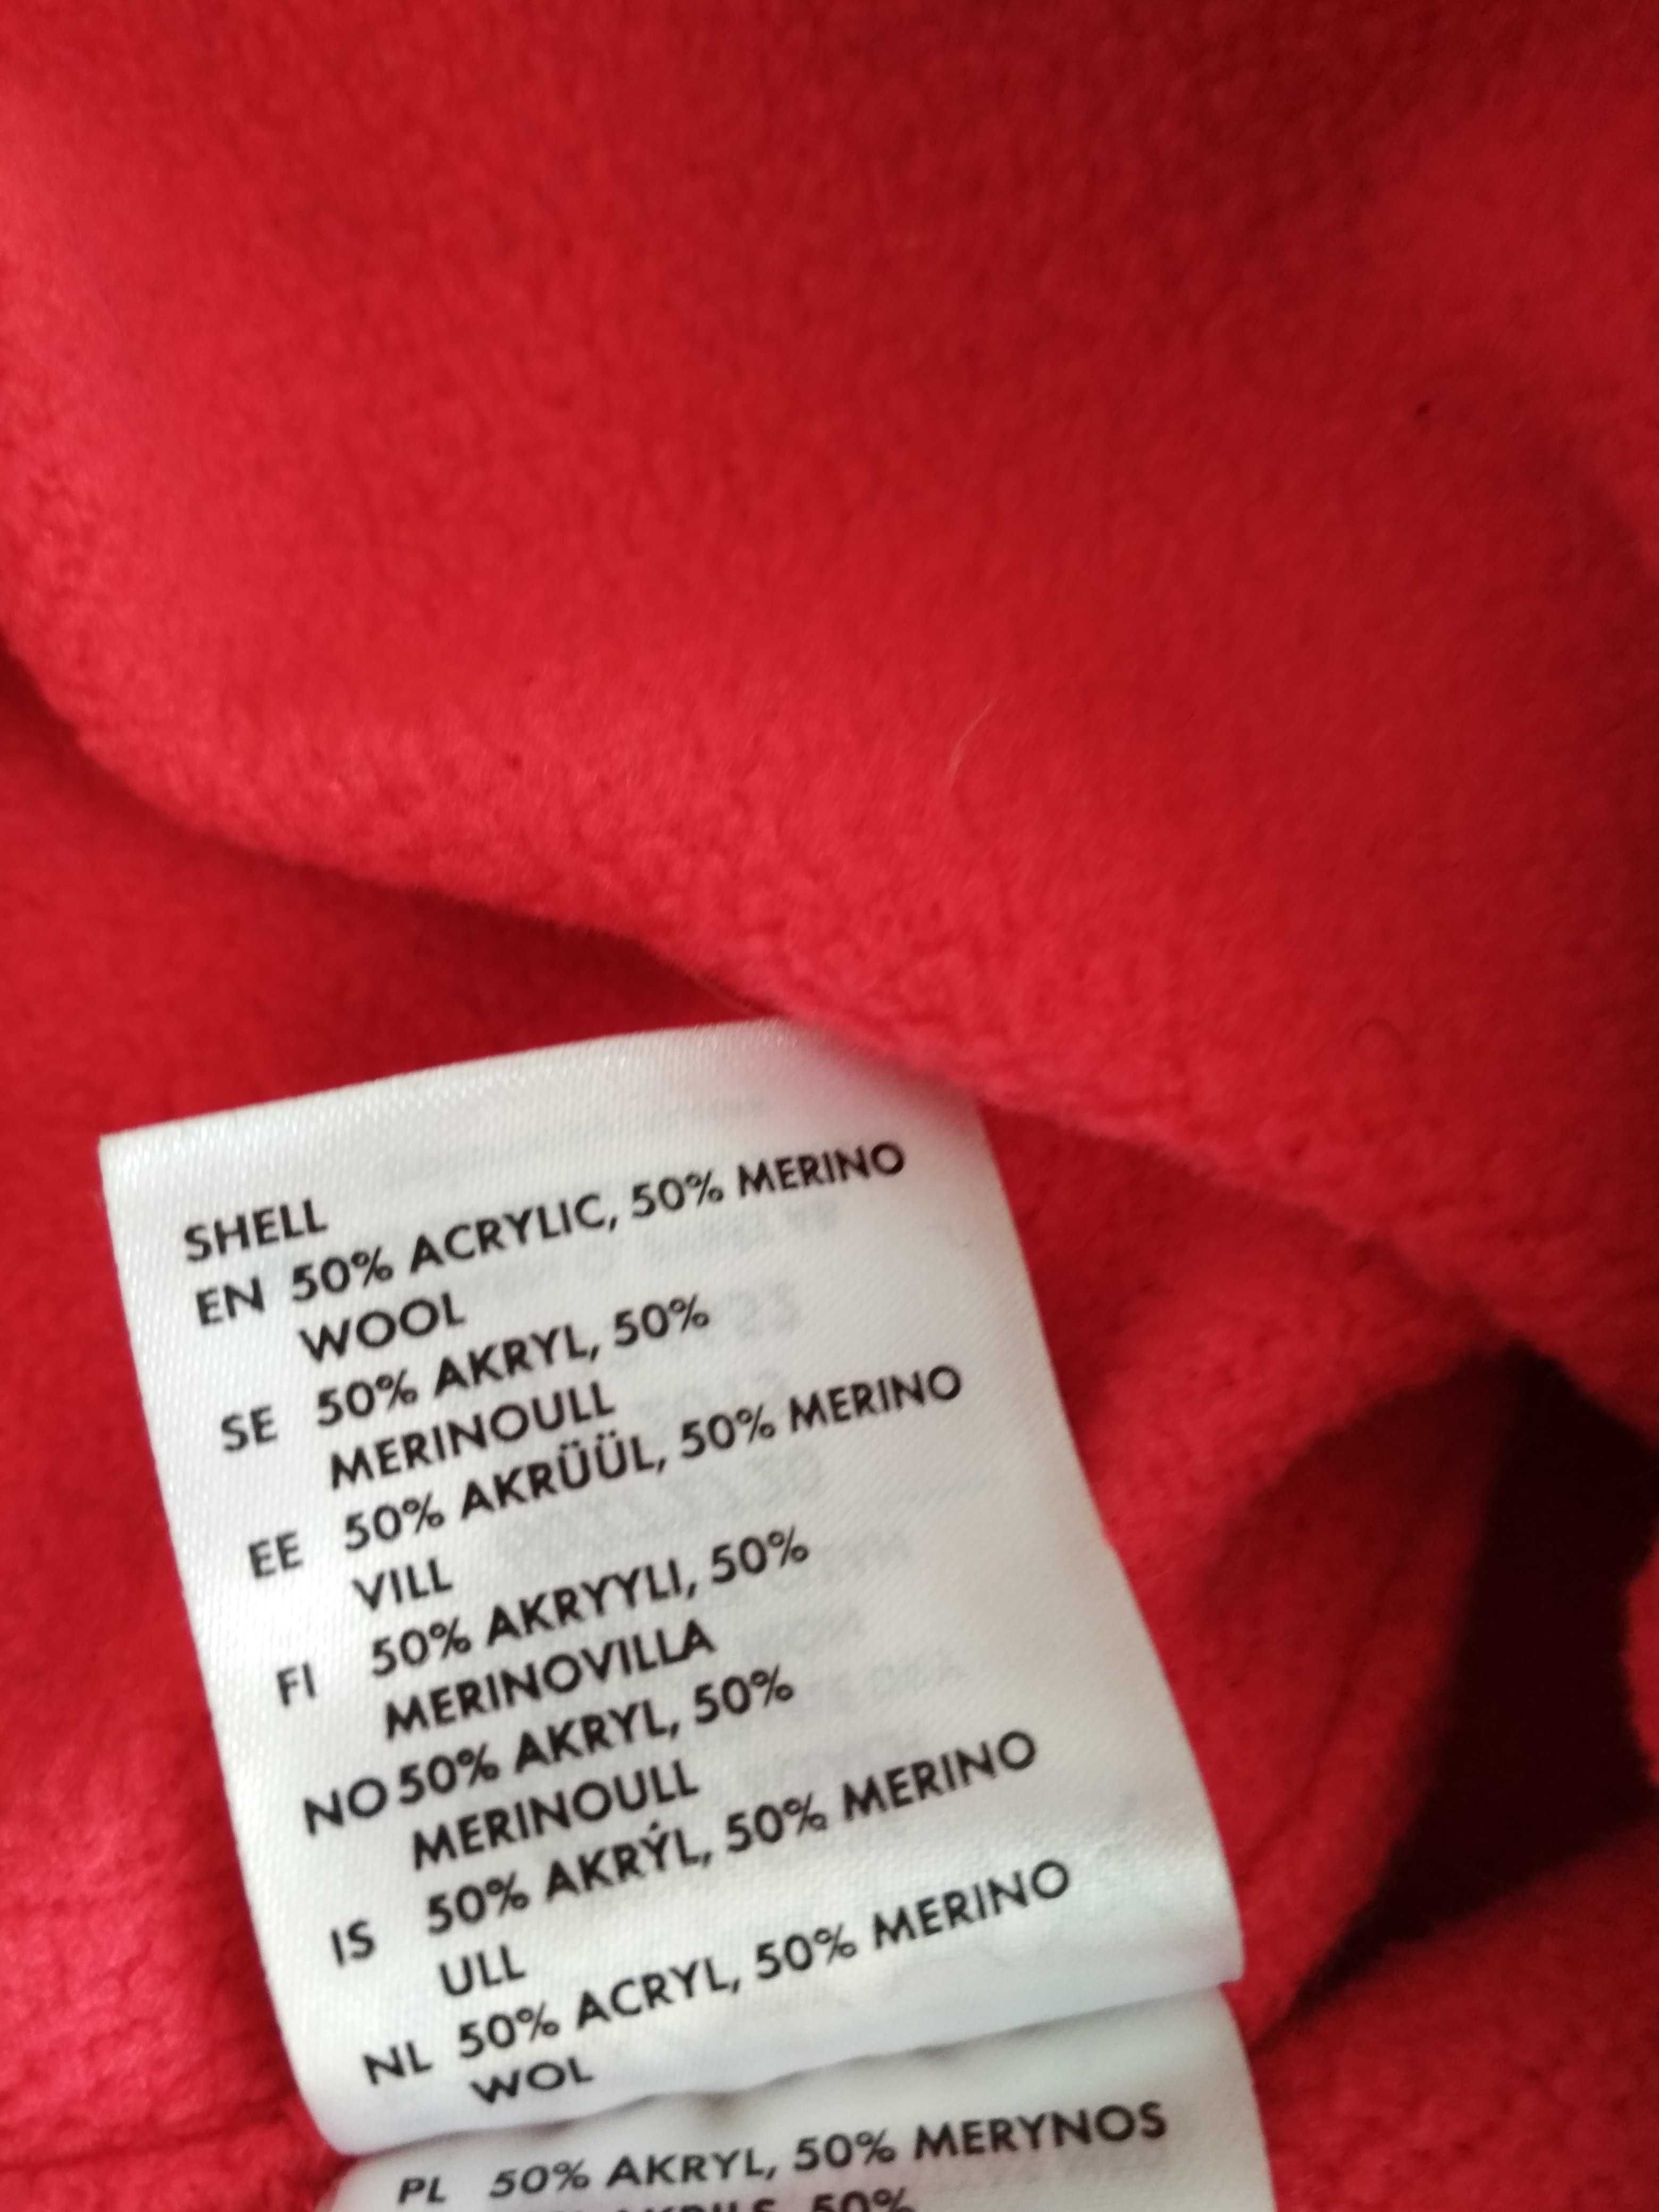 SHELL
EN 50% ACRYLIC, 50% MERINO
WOOL
SE 50% AKRYL, 50%
MERINOULL
EE 50% AKRÜÜL, 50% MERINO
VILL
FI 50% AKRYYLI, 50%
MERINOVILLA
NO 50% AKRYL, 50%
MERINOULL
IS 50% AKRÝL, 50% MERINO
ULL
NL 50% ACRYL, 50% MERINO
WOL
PL 50% AKRYL, 50% MERYNOS
50%